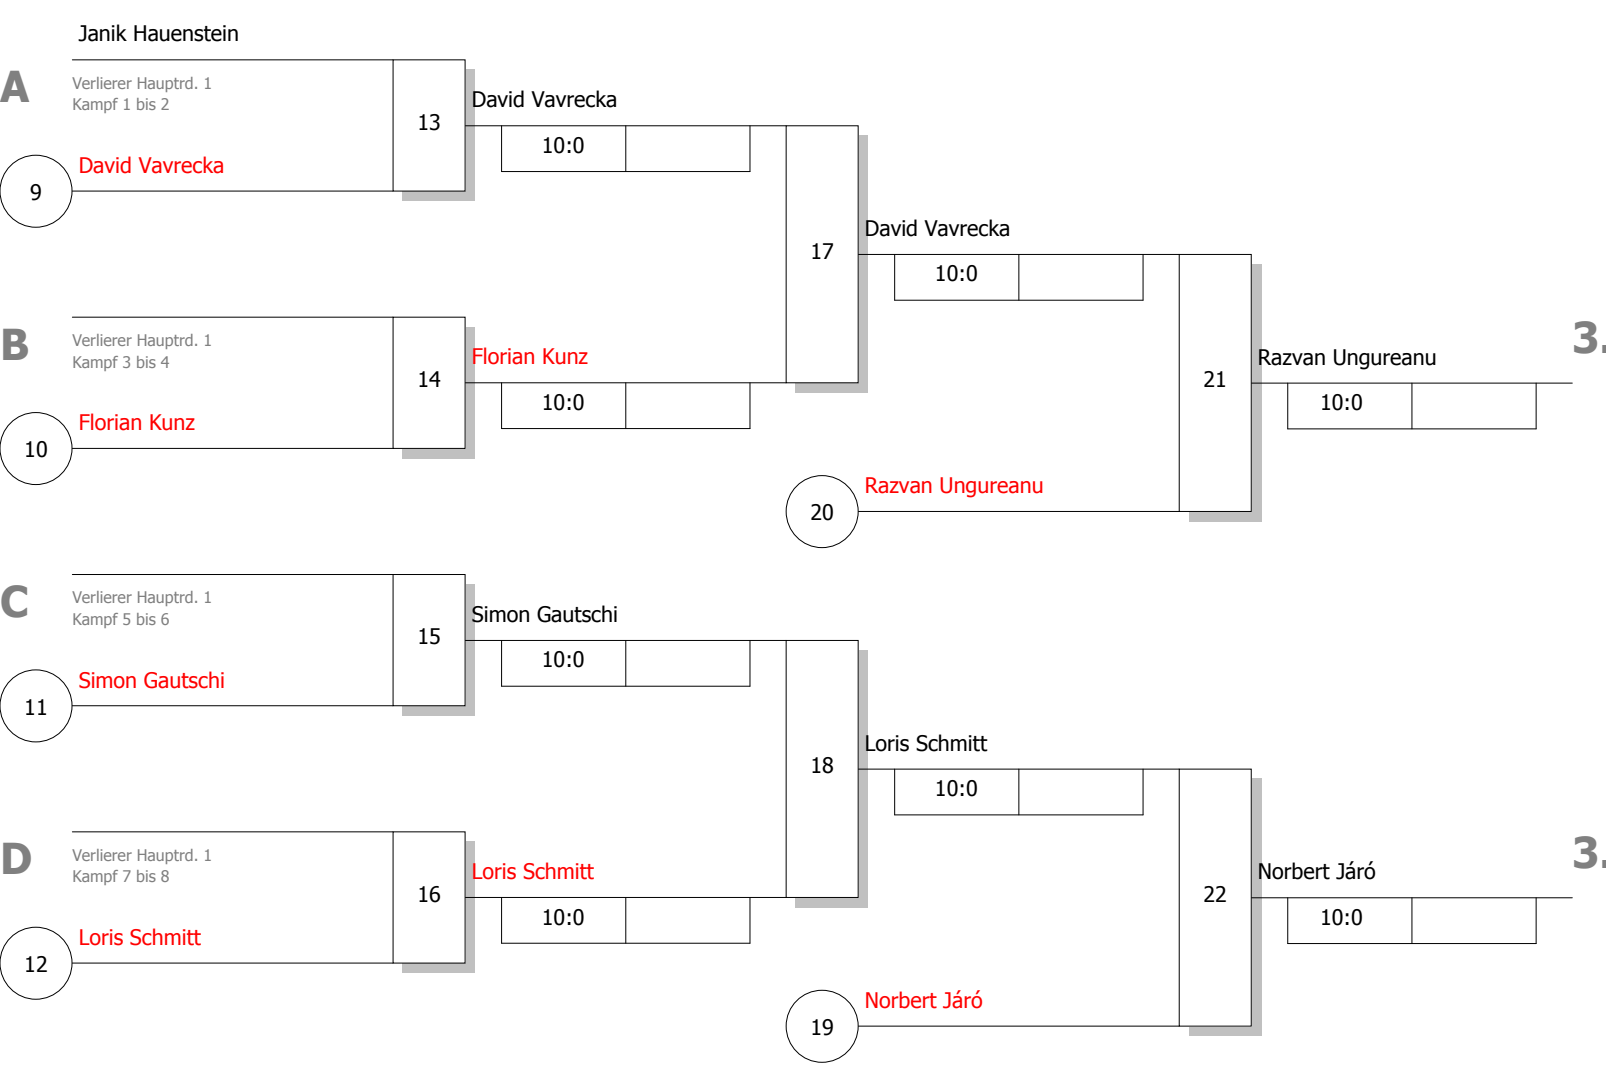 Janik Hauenstein
A
Verlierer Hauptrd. 1
Kampf 1 bis 2
13
David Vavrecka
10:0
David Vavrecka
9
17
David Vavrecka
10:0
B
Verlierer Hauptrd. 1
Kampf 3 bis 4
14
Florian Kunz
10:0
Florian Kunz
10
21
Razvan Ungureanu
10:0
3.
Razvan Ungureanu
20
C
Verlierer Hauptrd. 1
Kampf 5 bis 6
15
Simon Gautschi
10:0
Simon Gautschi
11
18
Loris Schmitt
10:0
D
Verlierer Hauptrd. 1
Kampf 7 bis 8
16
Loris Schmitt
10:0
Loris Schmitt
12
22
Norbert Járó
10:0
3.
Norbert Járó
19